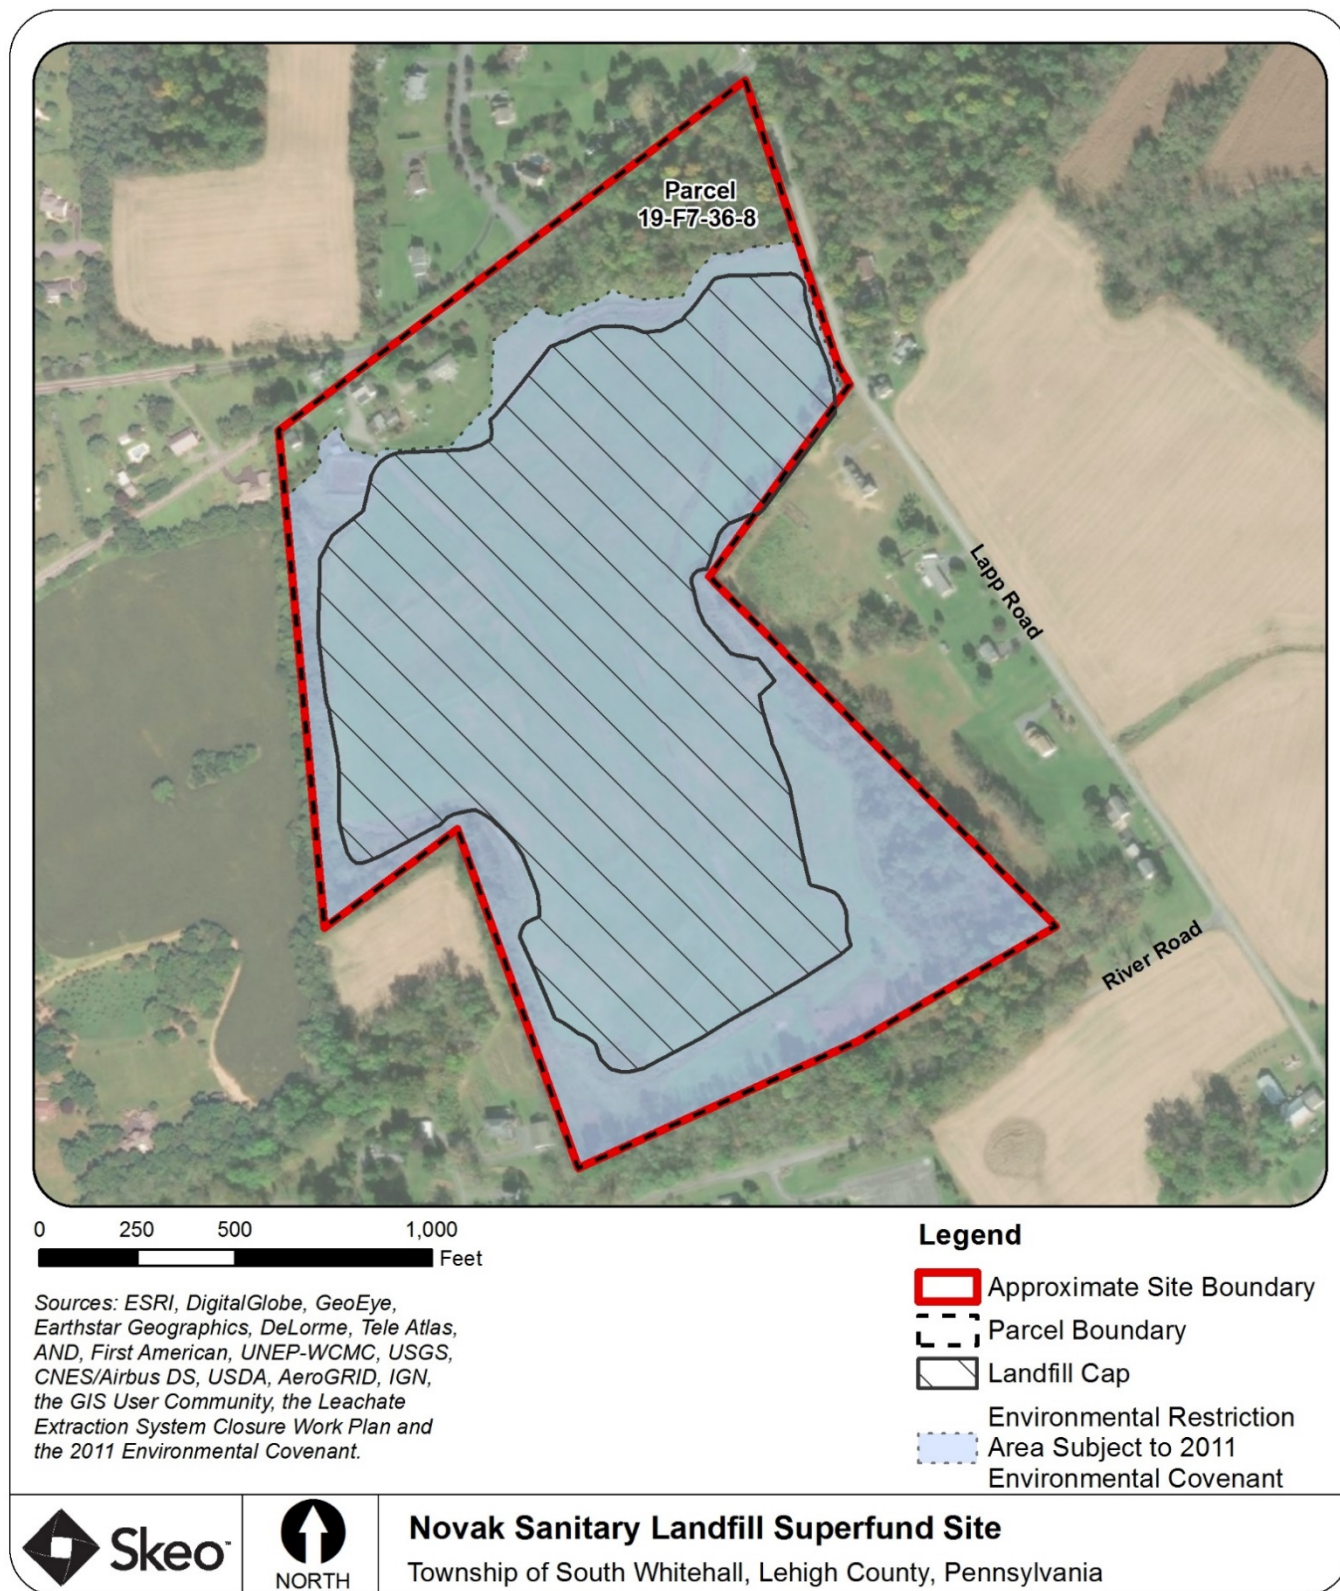 Parcel
19-F7-36-8
Lapp Road
River Road
0 250 500 1,000
Feet
Sources: ESRI, DigitalGlobe, GeoEye,
Earthstar Geographics, DeLorme, Tele Atlas,
AND, First American, UNEP-WCMC, USGS,
CNES/Airbus DS, USDA, AeroGRID, IGN,
the GIS User Community, the Leachate
Extraction System Closure Work Plan and
the 2011 Environmental Covenant.
Legend
Approximate Site Boundary
Parcel Boundary
Landfill Cap
Environmental Restriction
Area Subject to 2011
Environmental Covenant
Skeo™
NORTH
Novak Sanitary Landfill Superfund Site
Township of South Whitehall, Lehigh County, Pennsylvania